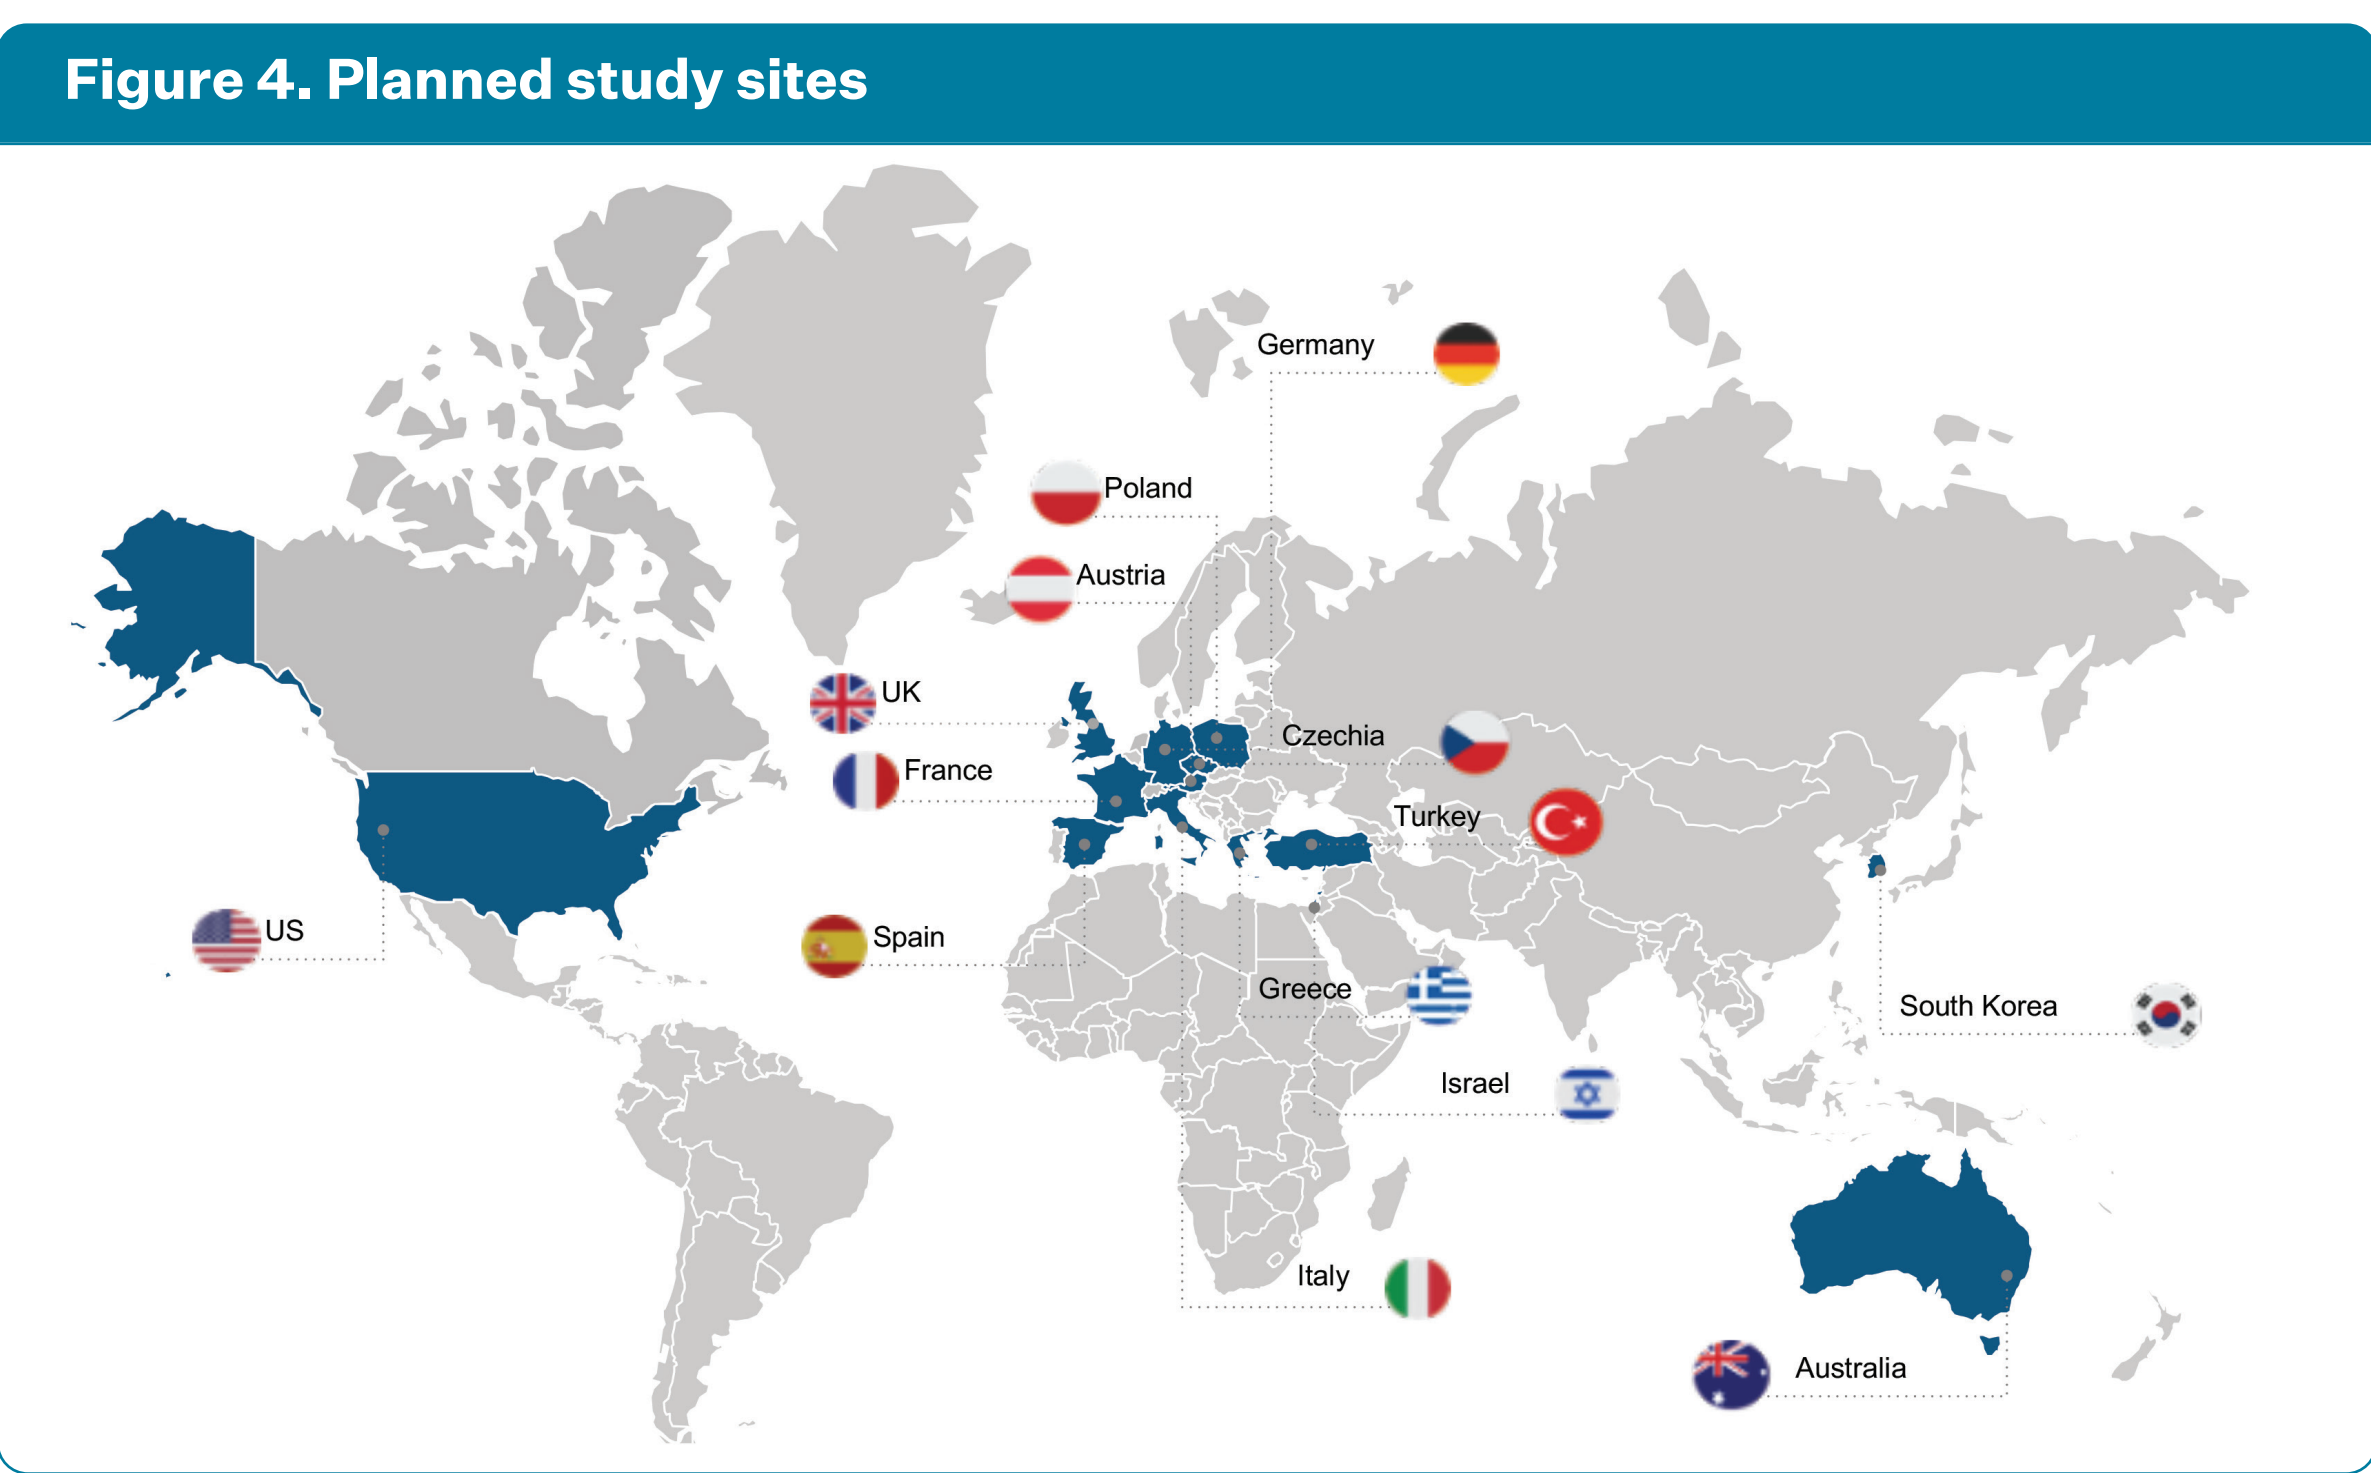 Figure 4. Planned study sites
Germany
Poland
Austria
UK
Czechia
France
Turkey
US
Spain
Greece
South Korea
Israel
Italy
Australia